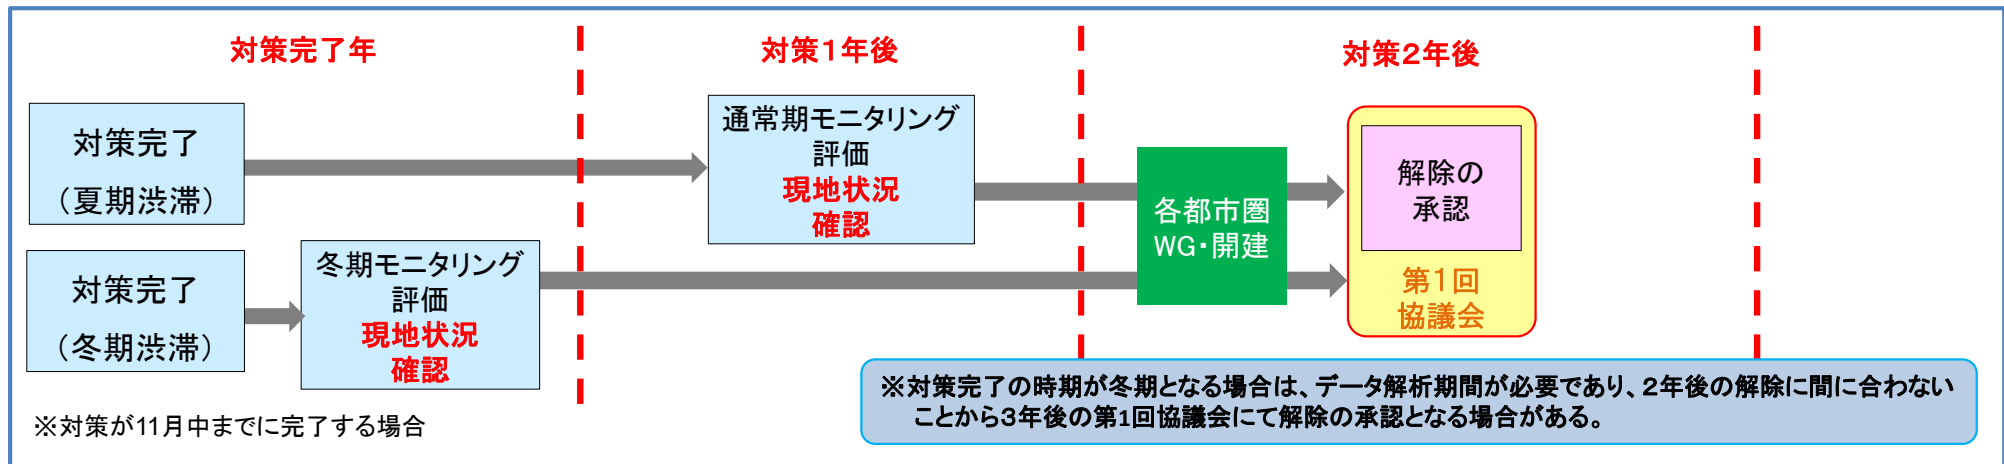 対策完了年
対策1年後
対策2年後
対策完了
（夏期渋滞）
通常期モニタリング
評価
現地状況
確認
各都市圏
WG・開建
解除の
承認
第1回
協議会
対策完了
（冬期渋滞）
冬期モニタリング
評価
現地状況
確認
※対策が11月中までに完了する場合
※対策完了の時期が冬期となる場合は、データ解析期間が必要であり、2年後の解除に間に合わない
ことから3年後の第1回協議会にて解除の承認となる場合がある。